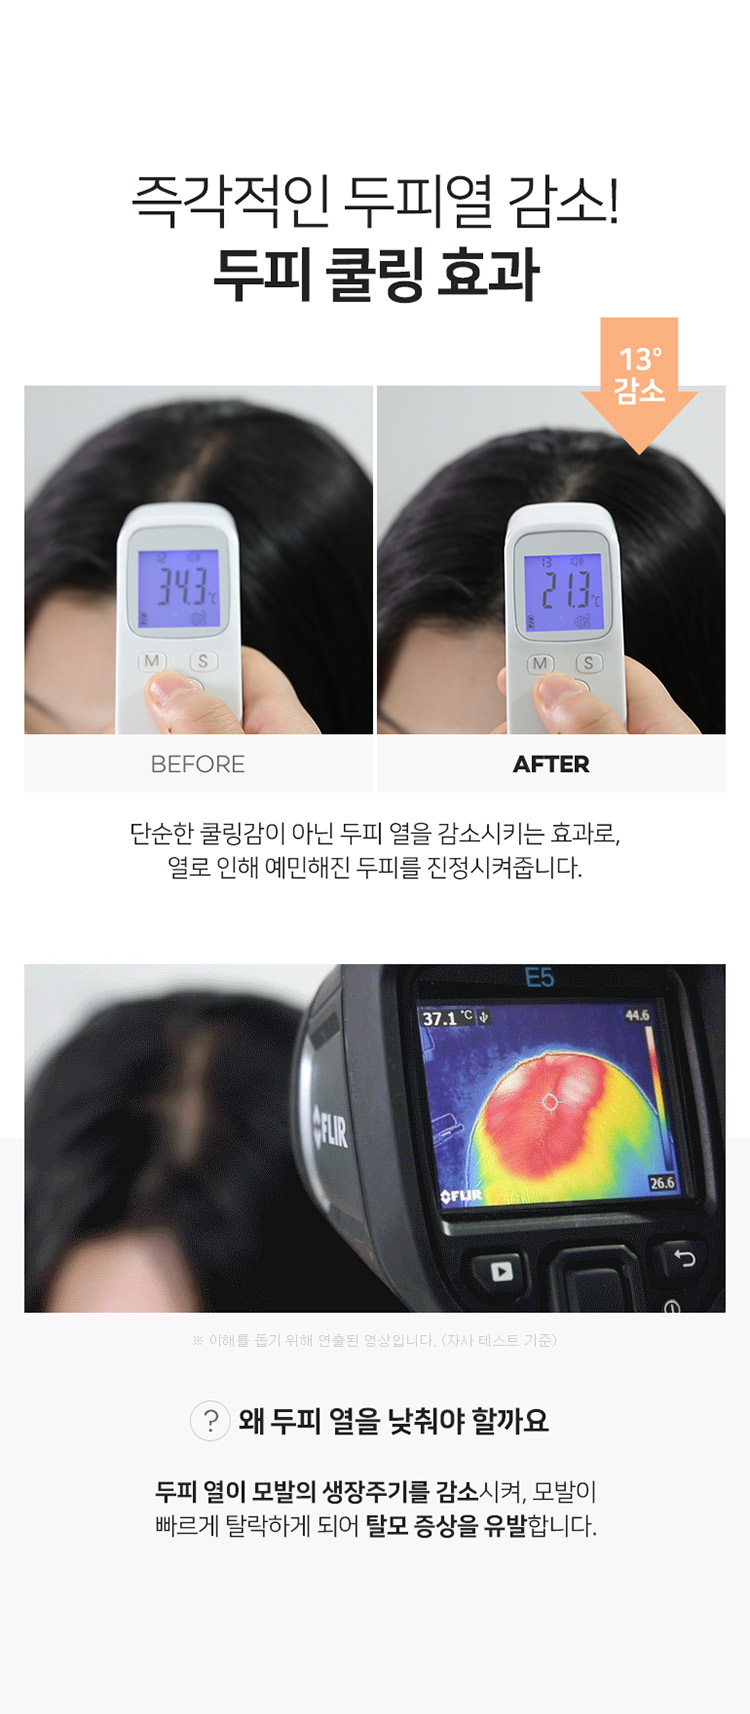 즉각적인 두피열 감소!
두피 쿨링 효과
13°
감소
12
34.3 ℃
M S
13
21.3 ℃
M S
BEFORE
AFTER
단순한 쿨링감이 아닌 두피 열을 감소시키는 효과로,
열로 인해 예민해진 두피를 진정시켜줍니다.
E5
37.1 ℃
44.6
FLIR
FLIR
26.6
※ 이해를 돕기 위해 연출된 영상입니다. (자사 테스트 기준)
? 왜 두피 열을 낮춰야 할까요
두피 열이 모발의 생장주기를 감소시켜, 모발이
빠르게 탈락하게 되어 탈모 증상을 유발합니다.